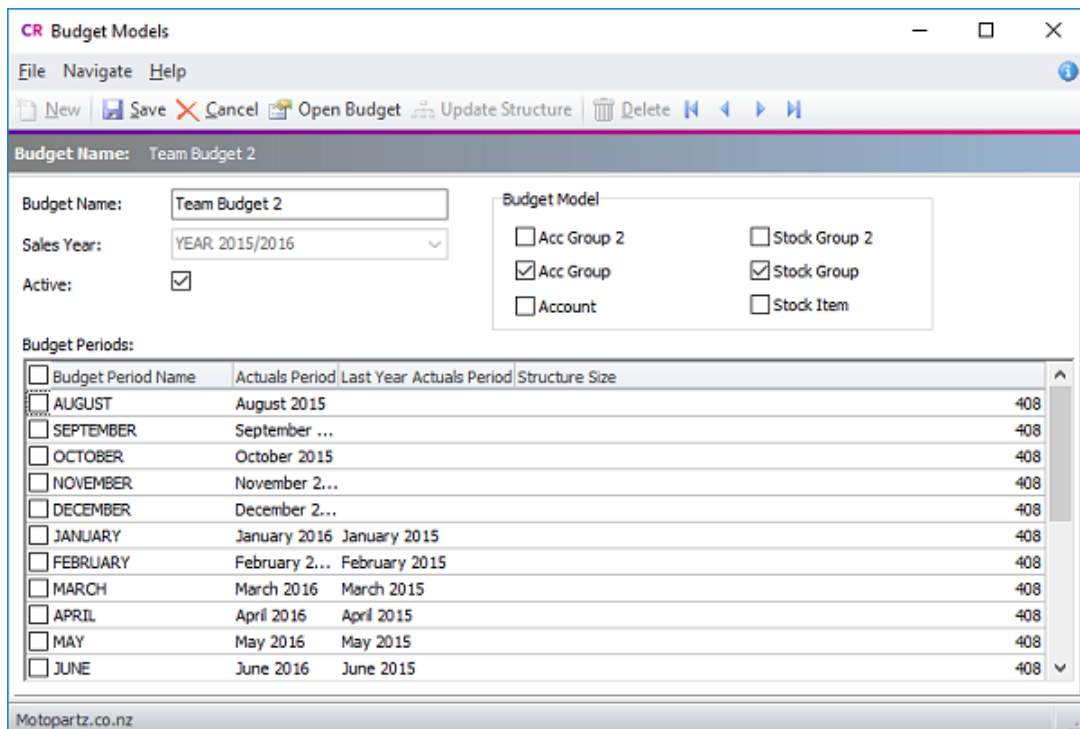 CR Budget Models
File Navigate Help
New Save Cancel Open Budget Update Structure Delete
Budget Name: Team Budget 2
Budget Name: Team Budget 2
Sales Year: YEAR 2015/2016
Active:
Budget Model
Acc Group 2 Stock Group 2
Acc Group Stock Group
Account Stock Item
Budget Periods:
Budget Period Name Actuals Period Last Year Actuals Period Structure Size
AUGUST August 2015 408
SEPTEMBER September ... 408
OCTOBER October 2015 408
NOVEMBER November 2... 408
DECEMBER December 2... 408
JANUARY January 2016 January 2015 408
FEBRUARY February 2... February 2015 408
MARCH March 2016 March 2015 408
APRIL April 2016 April 2015 408
MAY May 2016 May 2015 408
JUNE June 2016 June 2015 408
Motopartz.co.nz